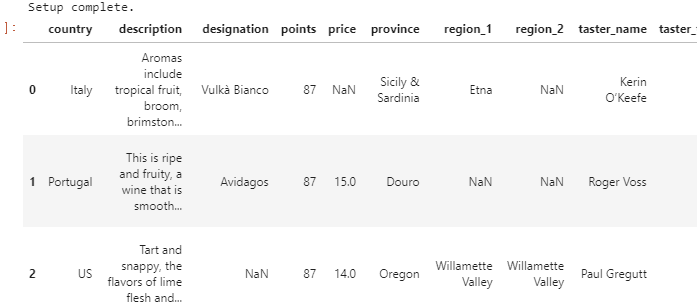 Setup complete.
]:
country description designation points price province region_1 region_2 taster_name taster_
0 Italy Aromas include tropical fruit, broom, brimston... Vulkà Bianco 87 NaN Sicily & Sardinia Etna NaN Kerin O'Keefe
1 Portugal This is ripe and fruity, a wine that is smooth... Avidagos 87 15.0 Douro NaN NaN Roger Voss
2 US Tart and snappy, the flavors of lime flesh and... NaN 87 14.0 Oregon Willamette Valley Willamette Valley Paul Gregutt